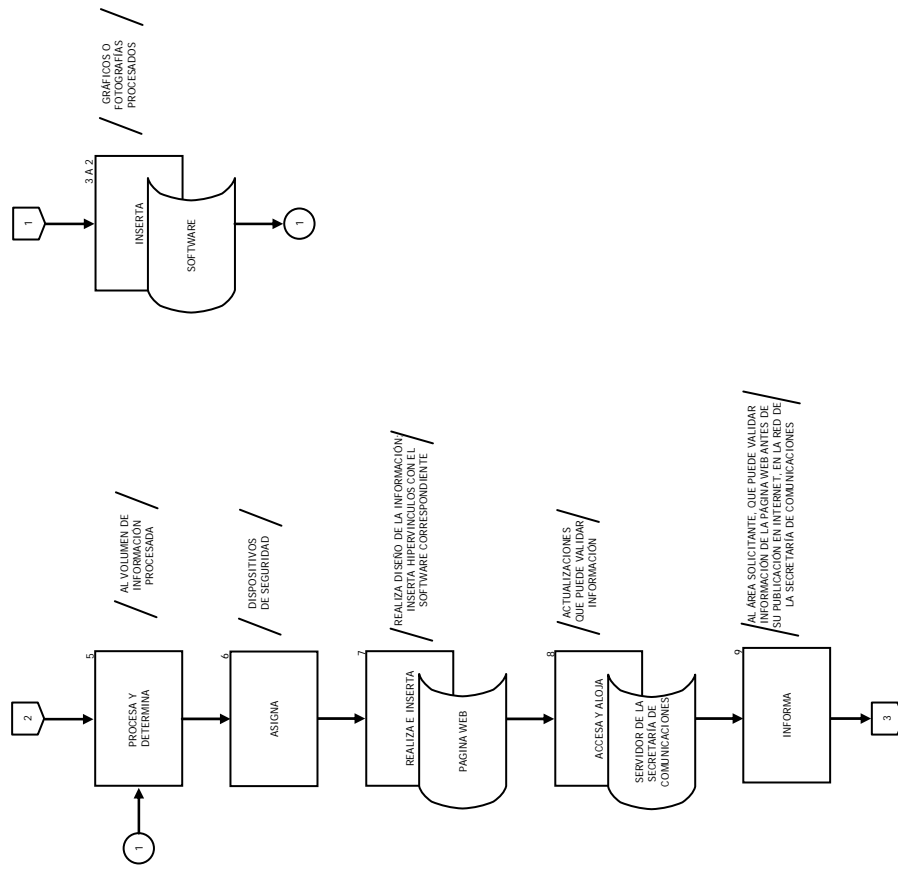 2
5
PROCESA Y
DETERMINA
AL VOLUMEN DE
INFORMACIÓN
PROCESADA
1
6
ASIGNA
DISPOSITIVOS
DE SEGURIDAD
7
REALIZA E INSERTA
PAGINA WEB
REALIZA DISEÑO DE LA INFORMACIÓN,
INSERTA HIPERVINCULOS CON EL
SOFTWARE CORRESPONDIENTE
8
ACCESA Y ALOJA
SERVIDOR DE LA
SECRETARÍA DE
COMUNICACIONES
ACTUALIZACIONES
QUE PUEDE VALIDAR
INFORMACIÓN
9
INFORMA
AL ÁREA SOLICITANTE, QUE PUEDE VALIDAR
INFORMACIÓN DE LA PÁGINA WEB ANTES DE
SU PUBLICACIÓN EN INTERNET, EN LA RED DE
LA SECRETARÍA DE COMUNICACIONES
3
1
3 A 2
INSERTA
SOFTWARE
GRÁFICOS O
FOTOGRAFÍAS
PROCESADOS
1